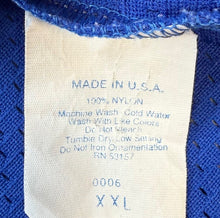 MADE IN U.S.A.
100% NYLON
Machine Wash Cold Water
Wash With Like Colors
Do Not Bleach
Tumble Dry, Low Setting
Do Not Iron Ornamentation
RN 53157
0006
XXL